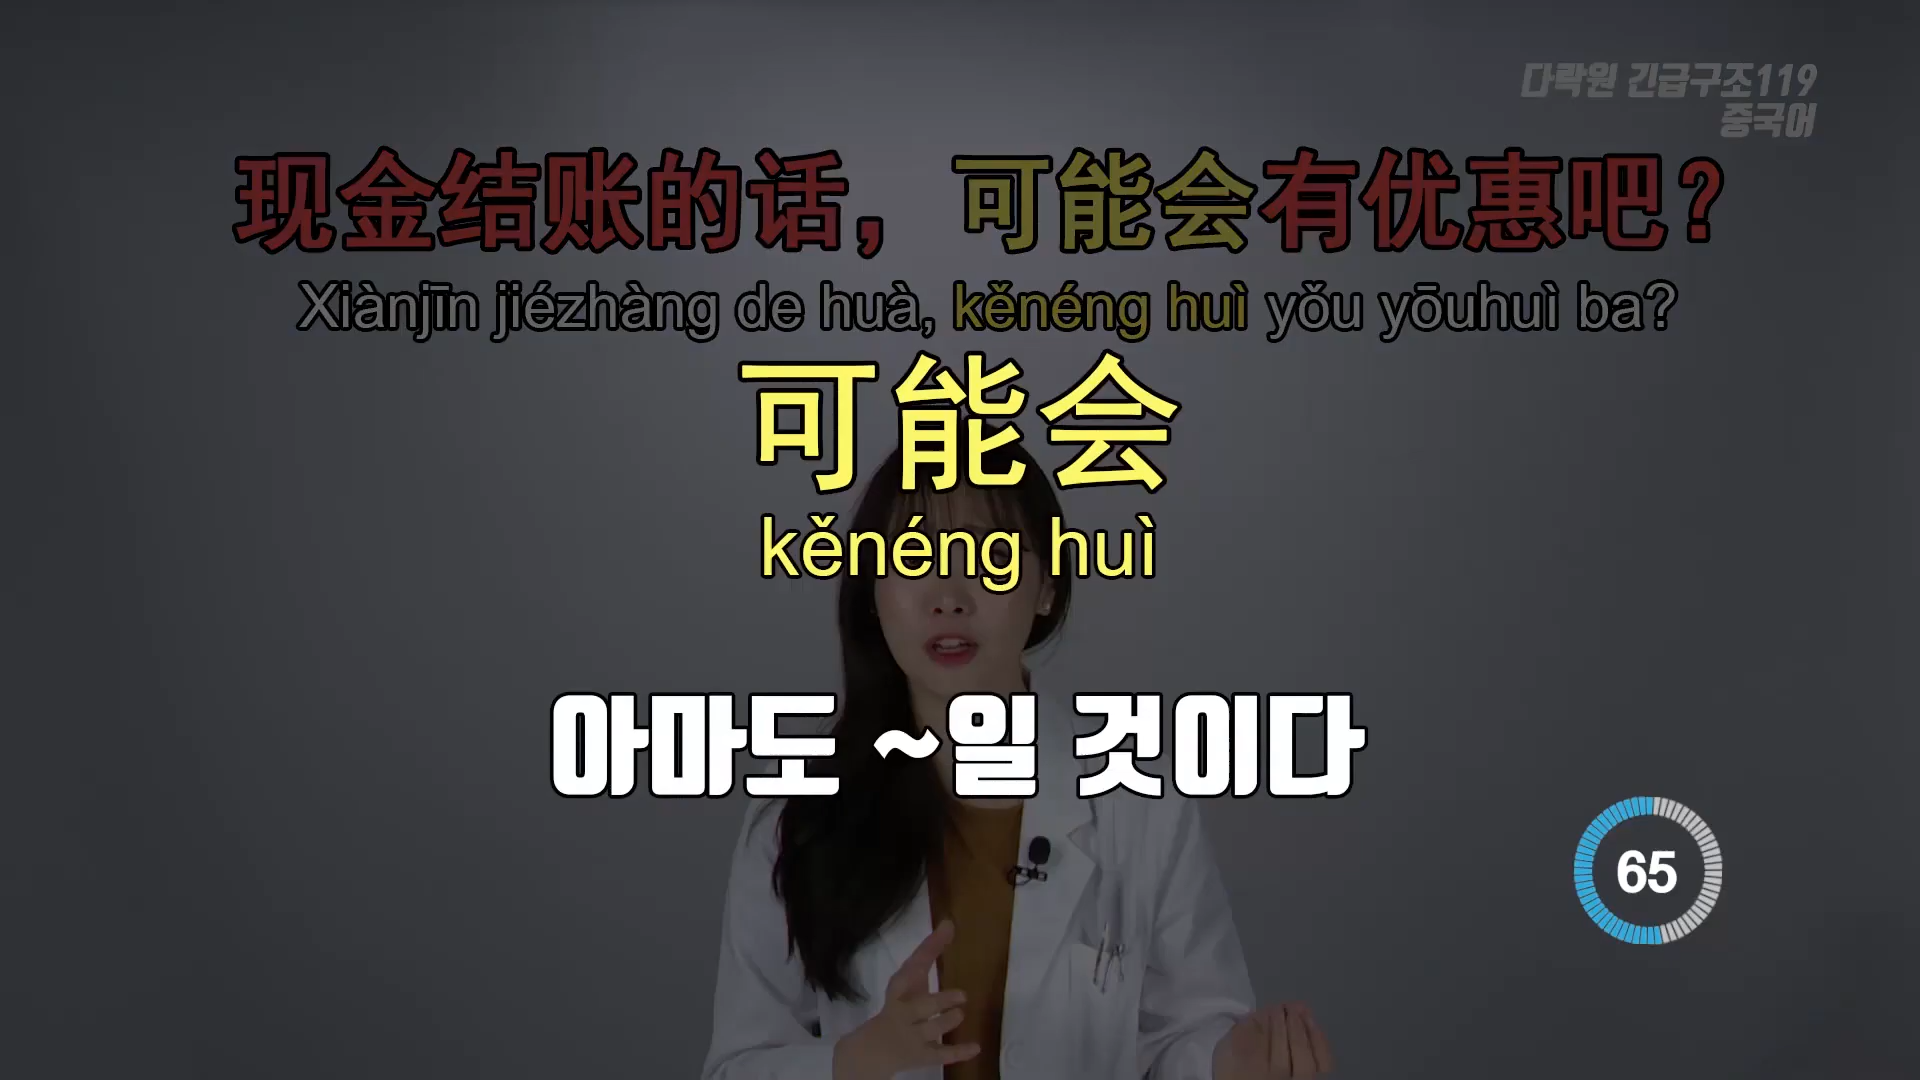 다락원 긴급구조119
중국어
现金结账的话，可能会有优惠吧？
Xiànjīn jiézhàng de huà, kěnéng huì yǒu yōuhuì ba?
可能会
kěnéng huì
아마도 ~일 것이다
65